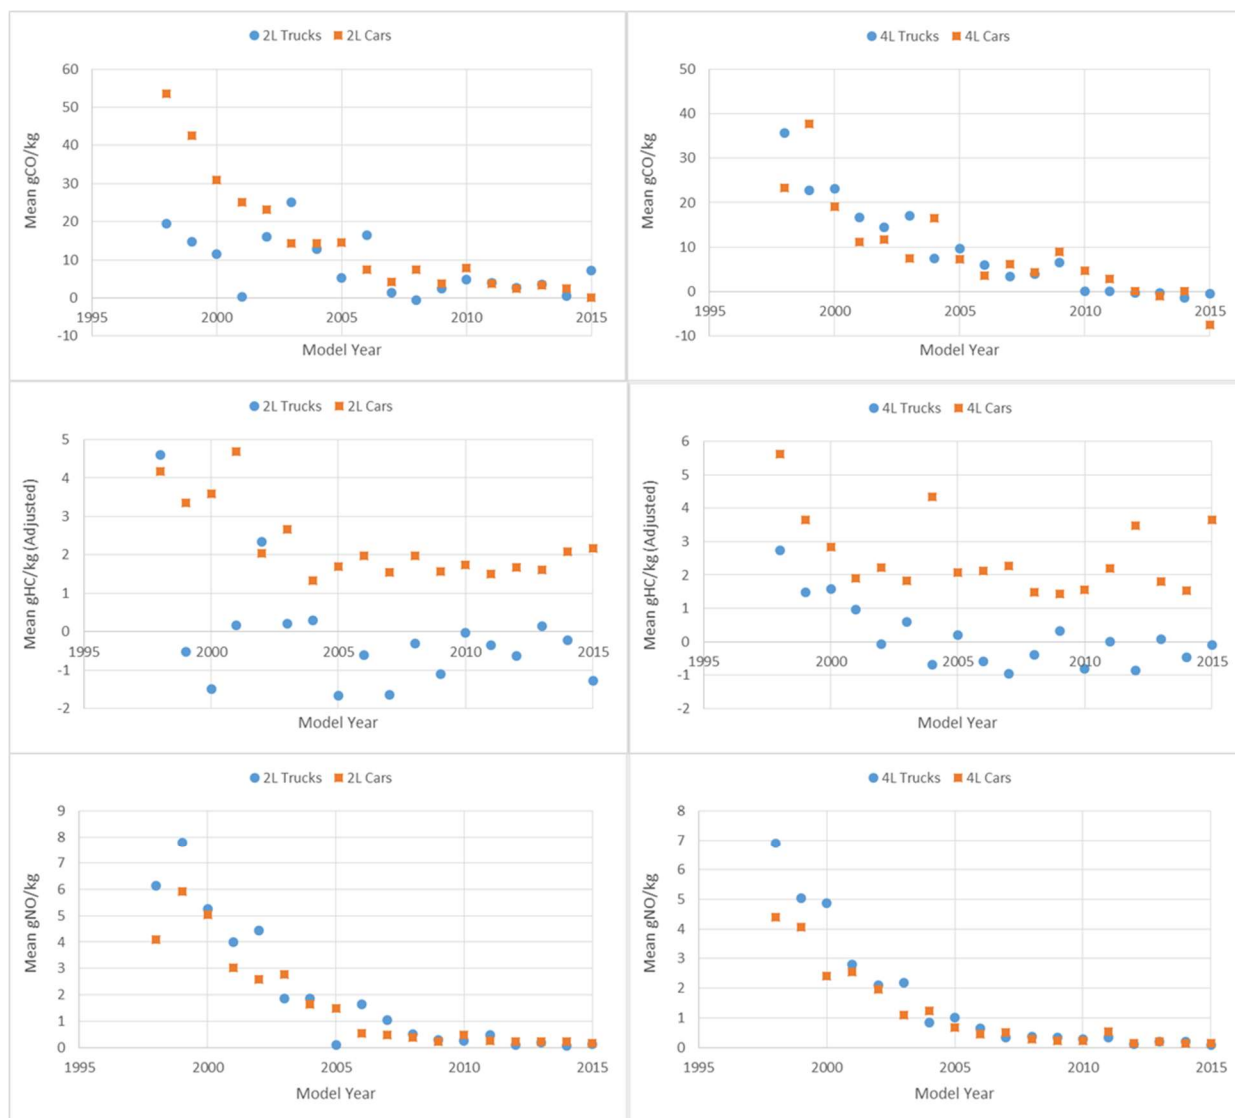 2L Trucks 2L Cars
60
50
40
30
20
10
0
-10
1995 2000 2005 2010 2015
Mean gCO/kg
Model Year
4L Trucks 4L Cars
50
40
30
20
10
0
-10
1995 2000 2005 2010 2015
Mean gCO/kg
Model Year
2L Trucks 2L Cars
5
4
3
2
1
0
-1
-2
1995 2000 2005 2010 2015
Mean gHC/kg (Adjusted)
Model Year
4L Trucks 4L Cars
6
5
4
3
2
1
0
-1
-2
1995 2000 2005 2010 2015
Mean gHC/kg (Adjusted)
Model Year
2L Trucks 2L Cars
9
8
7
6
5
4
3
2
1
0
1995 2000 2005 2010 2015
Mean gNO/kg
Model Year
4L Trucks 4L Cars
8
7
6
5
4
3
2
1
0
1995 2000 2005 2010 2015
Mean gNO/kg
Model Year